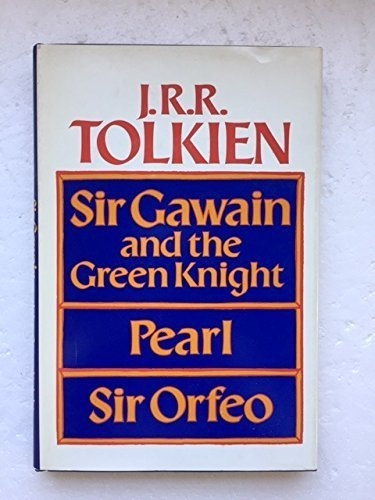 J.R.R.
TOLKIEN
Sir Gawain
and the
Green Knight
Pearl
Sir Orfeo